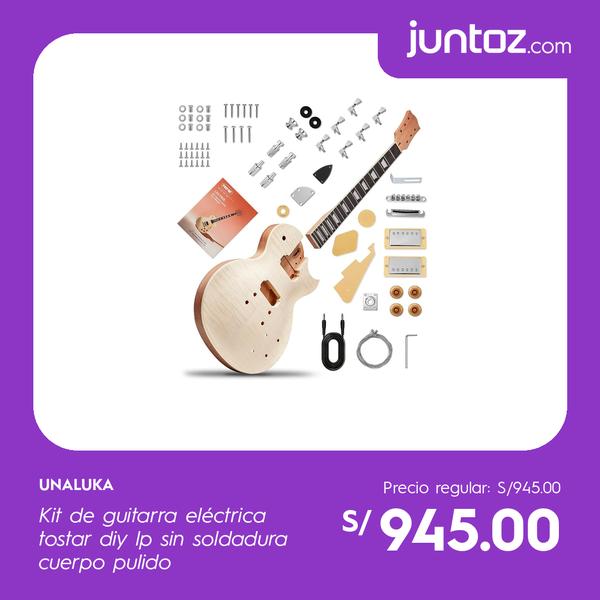 juntoz.com
UNALUKA
Kit de guitarra eléctrica
tostar diy lp sin soldadura
cuerpo pulido
Precio regular: S/945.00
S/ 945.00